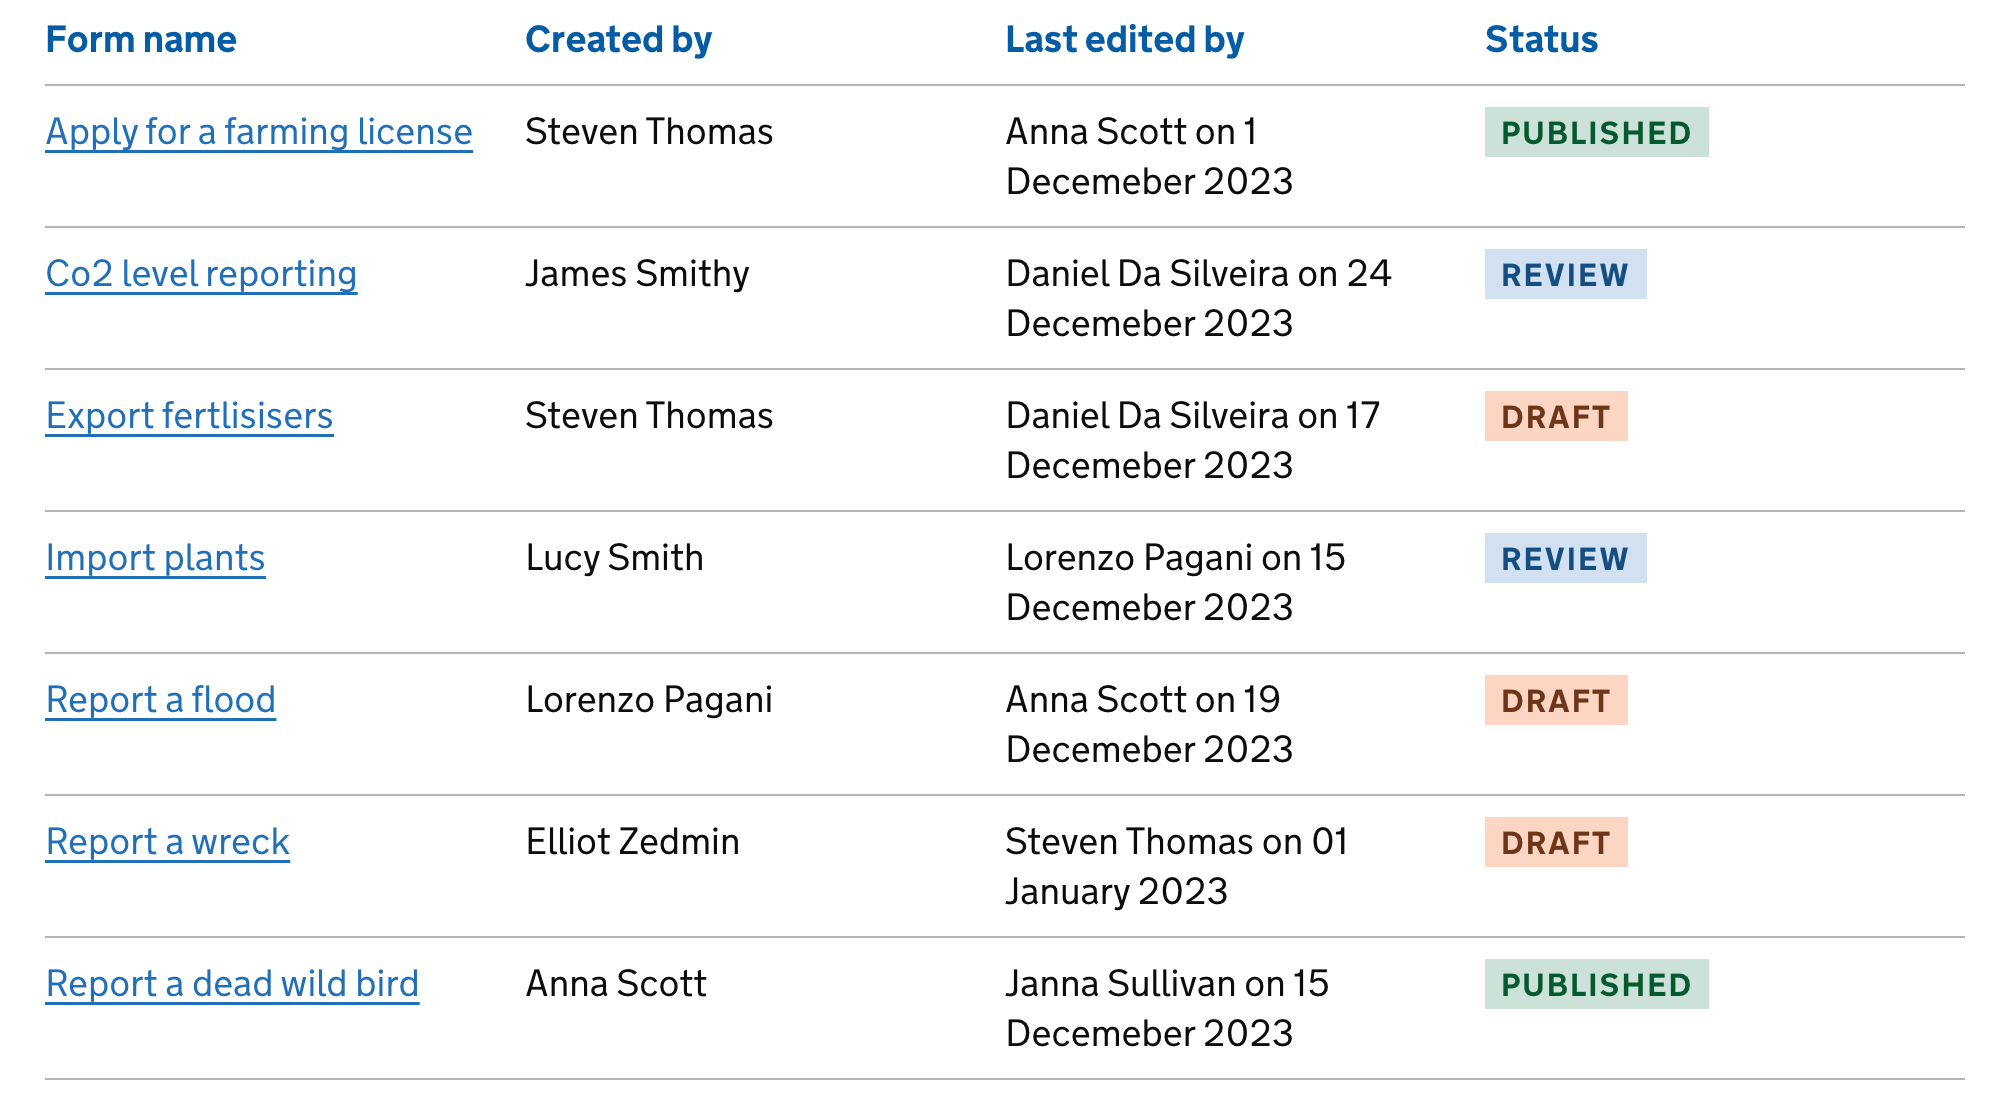 Form name Created by Last edited by Status
Apply for a farming license Steven Thomas Anna Scott on 1 PUBLISHED
Decemeber 2023
Co2 level reporting James Smithy Daniel Da Silveira on 24 REVIEW
Decemeber 2023
Export fertlisisers Steven Thomas Daniel Da Silveira on 17 DRAFT
Decemeber 2023
Import plants Lucy Smith Lorenzo Pagani on 15 REVIEW
Decemeber 2023
Report a flood Lorenzo Pagani Anna Scott on 19 DRAFT
Decemeber 2023
Report a wreck Elliot Zedmin Steven Thomas on 01 DRAFT
January 2023
Report a dead wild bird Anna Scott Janna Sullivan on 15 PUBLISHED
Decemeber 2023